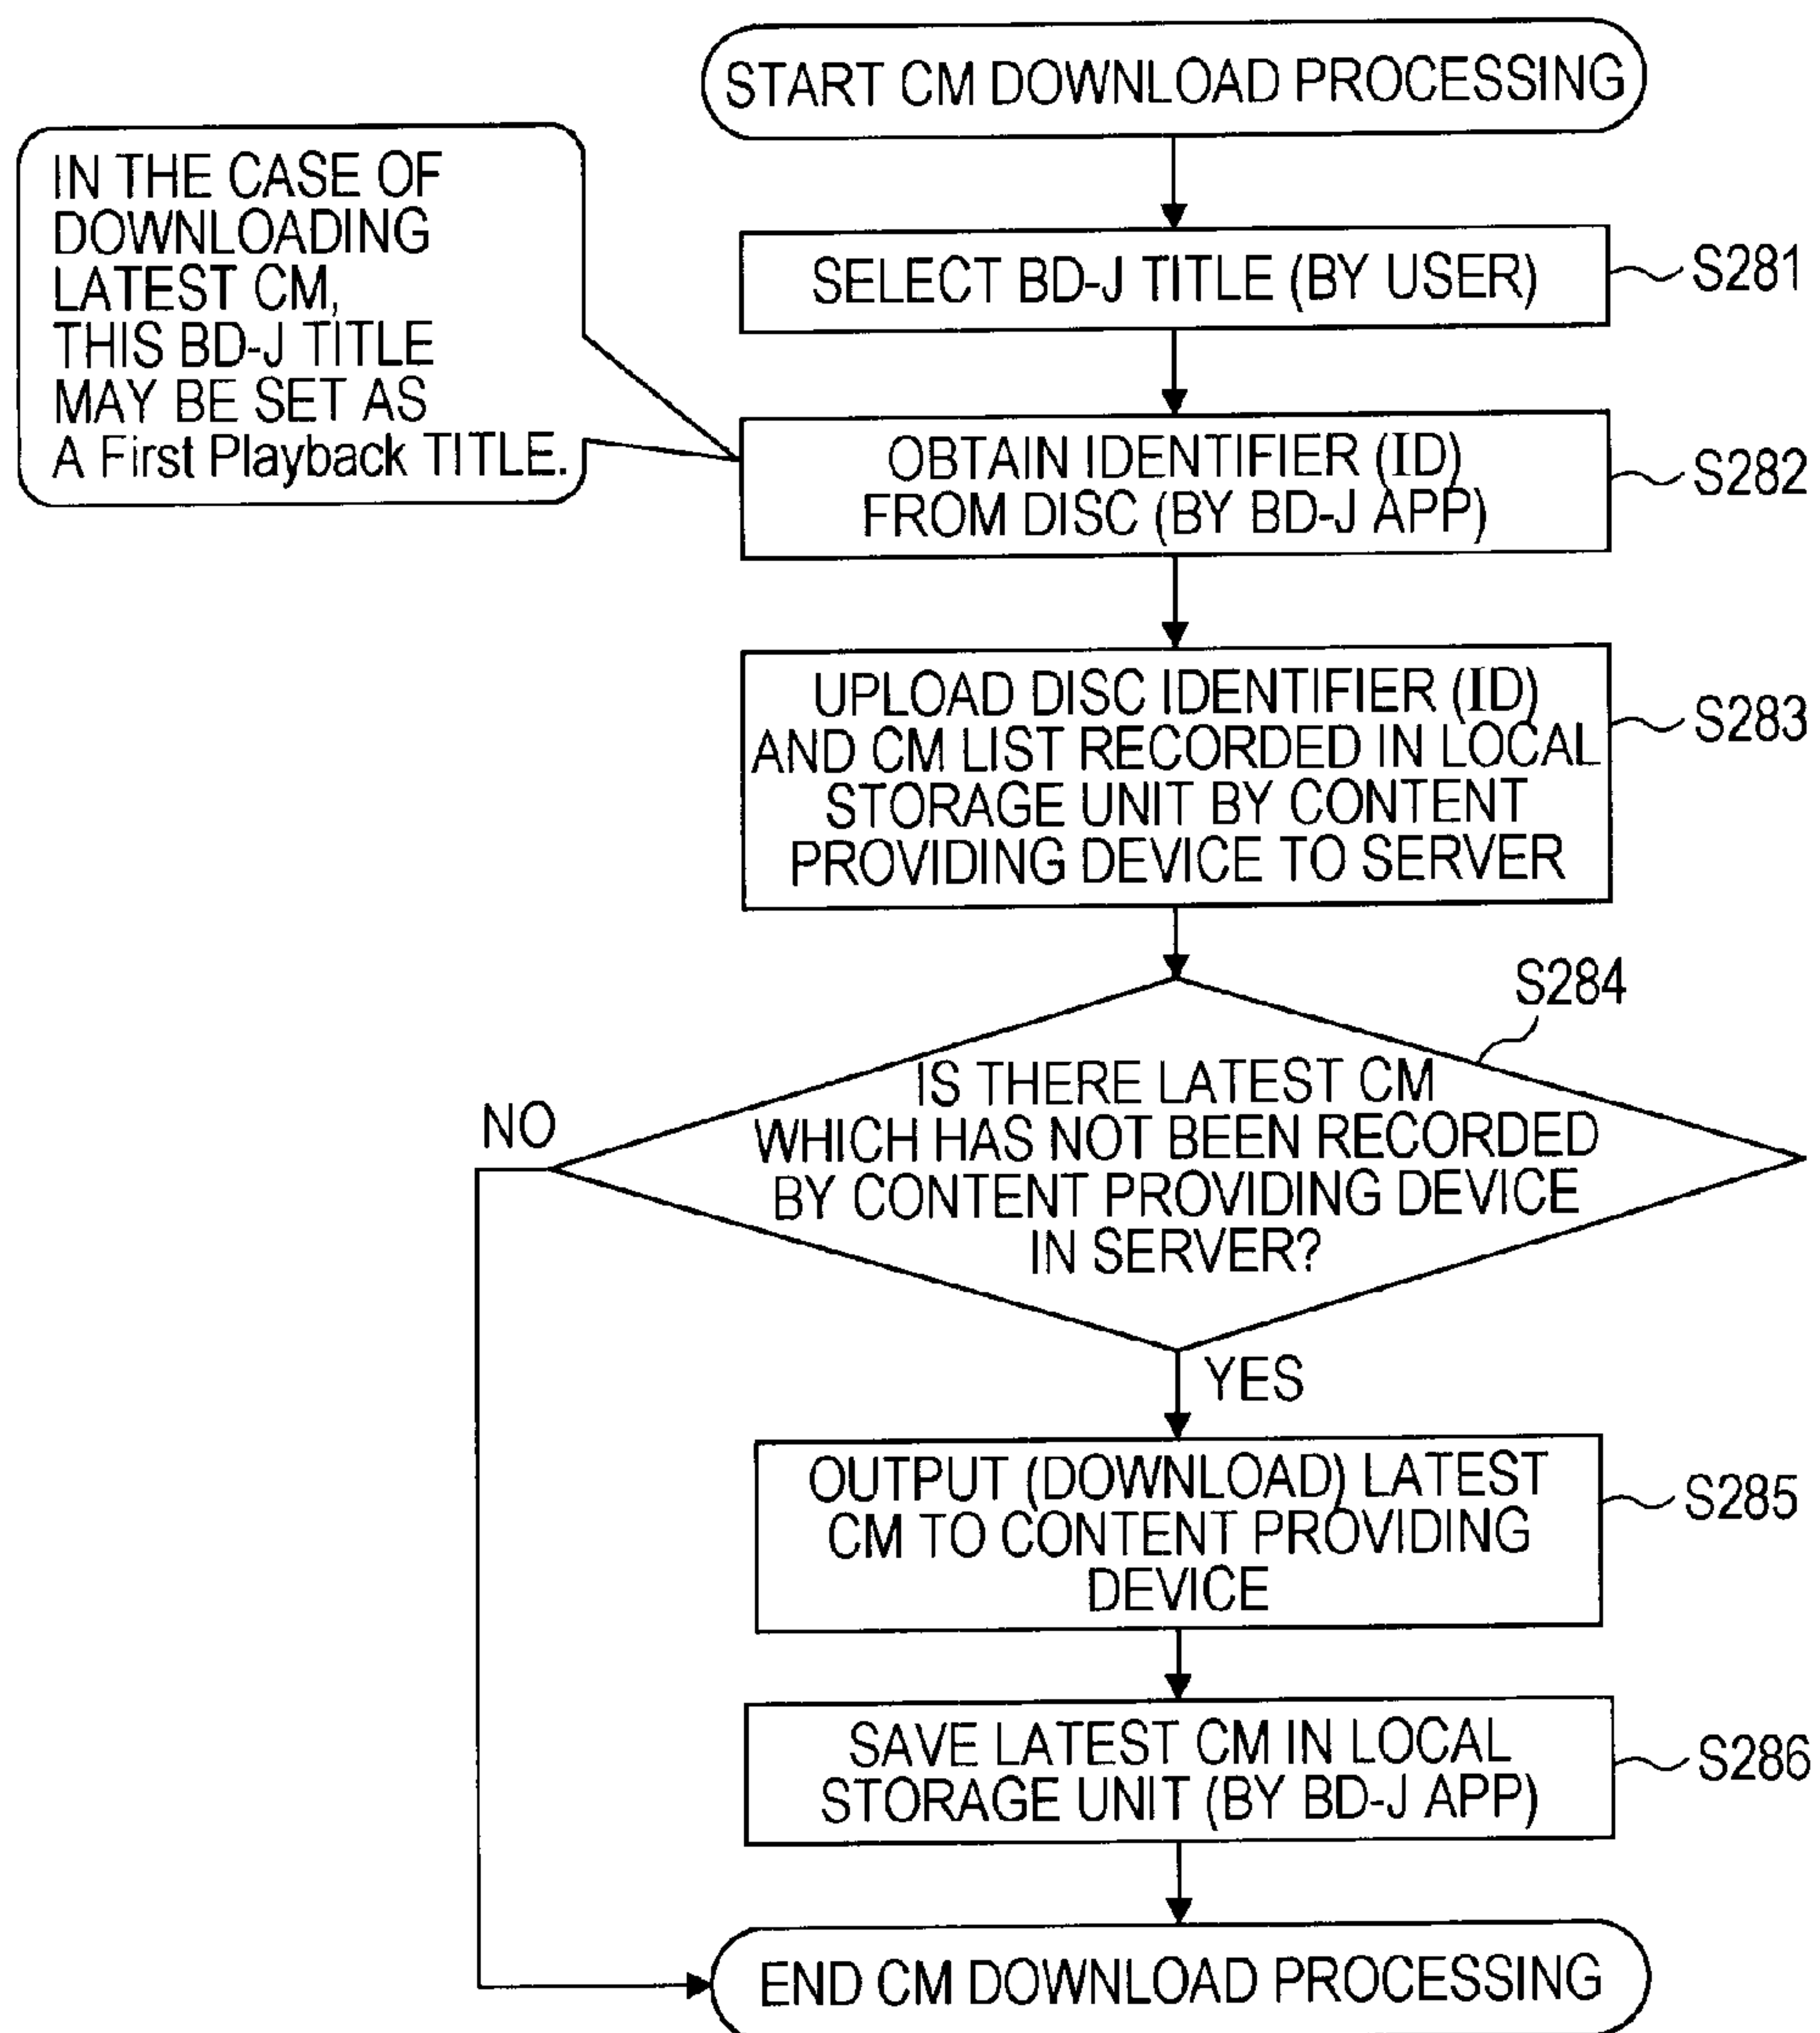 START CM DOWNLOAD PROCESSING
IN THE CASE OF
DOWNLOADING
LATEST CM,
THIS BD-J TITLE
MAY BE SET AS
A First Playback TITLE.
SELECT BD-J TITLE (BY USER)
S281
OBTAIN IDENTIFIER (ID)
FROM DISC (BY BD-J APP)
S282
UPLOAD DISC IDENTIFIER (ID)
AND CM LIST RECORDED IN LOCAL
STORAGE UNIT BY CONTENT
PROVIDING DEVICE TO SERVER
S283
S284
IS THERE LATEST CM
WHICH HAS NOT BEEN RECORDED
BY CONTENT PROVIDING DEVICE
IN SERVER?
NO
YES
OUTPUT (DOWNLOAD) LATEST
CM TO CONTENT PROVIDING
DEVICE
S285
SAVE LATEST CM IN LOCAL
STORAGE UNIT (BY BD-J APP)
S286
END CM DOWNLOAD PROCESSING